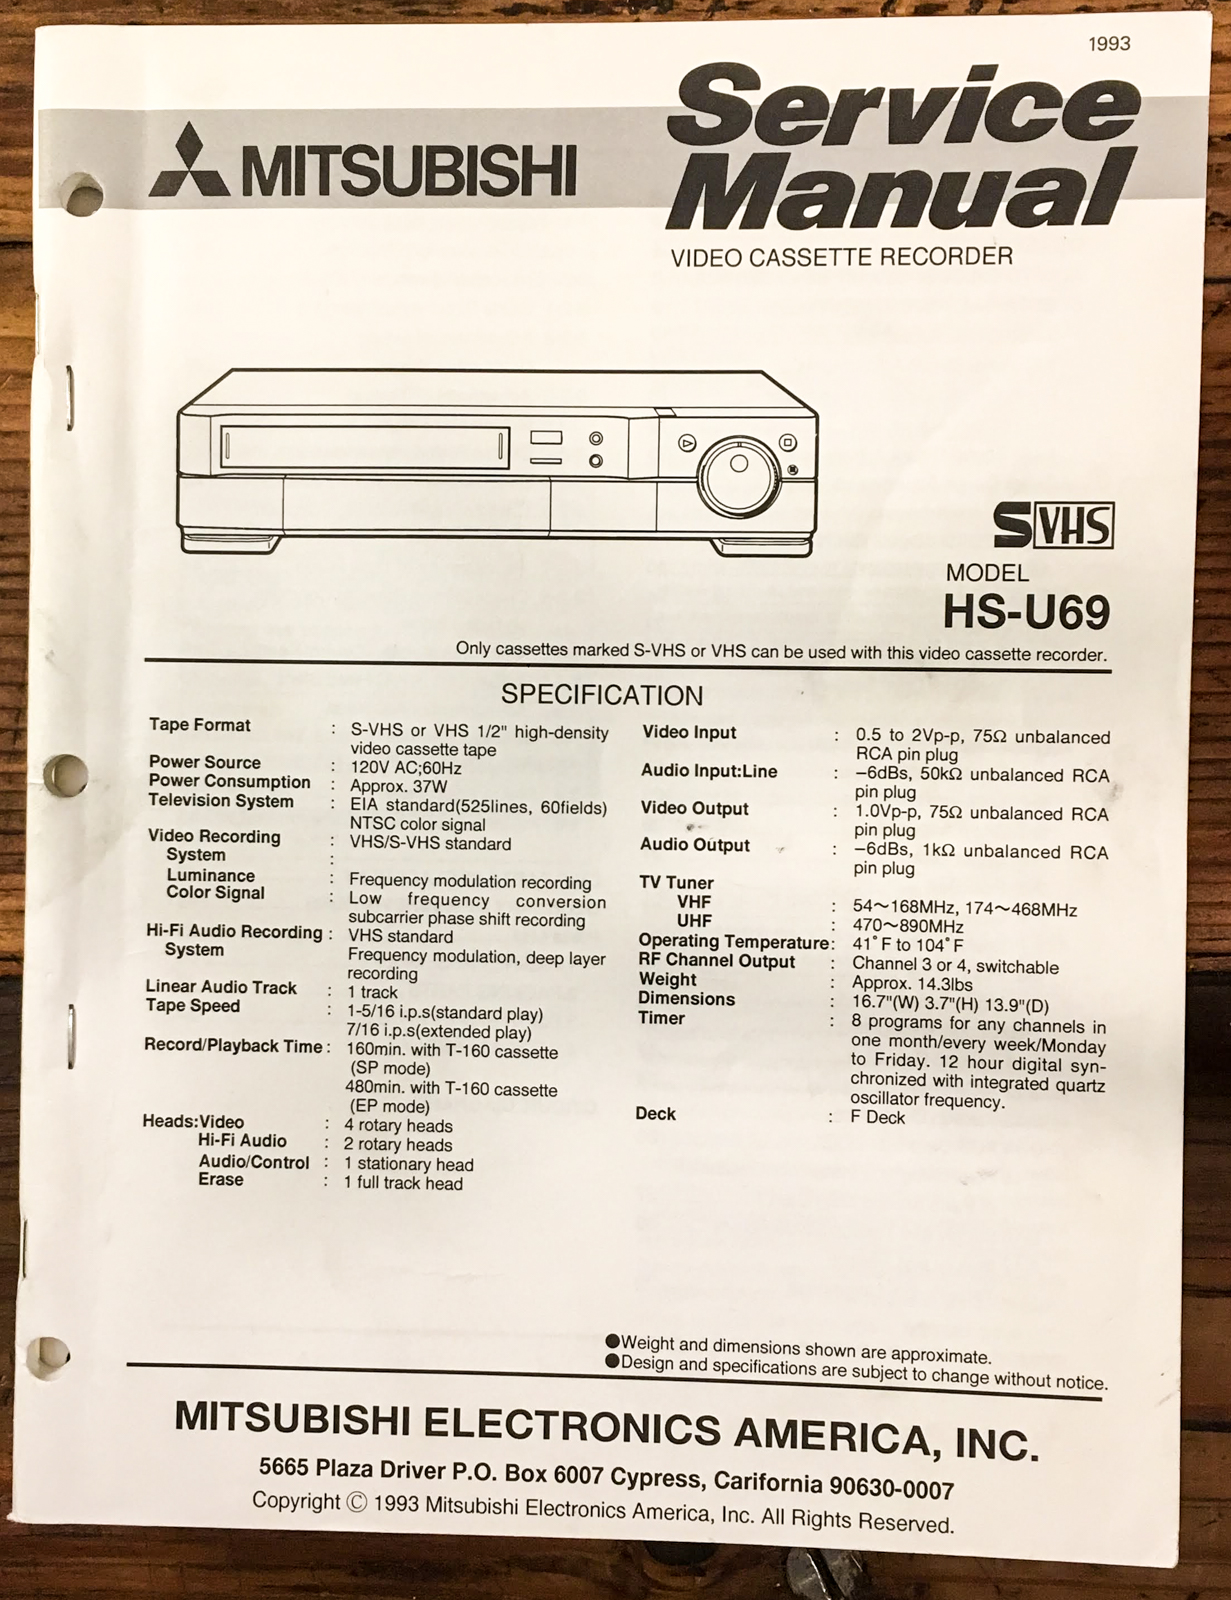 1993
Service
Manual
MITSUBISHI
VIDEO CASSETTE RECORDER
S VHS
MODEL
HS-U69
Only cassettes marked S-VHS or VHS can be used with this video cassette recorder.
SPECIFICATION
Tape Format : S-VHS or VHS 1/2" high-density
video cassette tape
Power Source : 120V AC;60Hz
Power Consumption : Approx. 37W
Television System : EIA standard(525lines, 60fields)
NTSC color signal
Video Recording : VHS/S-VHS standard
System :
Luminance : Frequency modulation recording
Color Signal : Low frequency conversion
subcarrier phase shift recording
Hi-Fi Audio Recording : VHS standard
System Frequency modulation, deep layer
recording
Linear Audio Track : 1 track
Tape Speed : 1-5/16 i.p.s(standard play)
7/16 i.p.s(extended play)
Record/Playback Time : 160min. with T-160 cassette
(SP mode)
480min. with T-160 cassette
(EP mode)
Heads:Video : 4 rotary heads
Hi-Fi Audio : 2 rotary heads
Audio/Control : 1 stationary head
Erase : 1 full track head
Video Input : 0.5 to 2Vp-p, 75Ω unbalanced
RCA pin plug
Audio Input:Line : −6dBs, 50kΩ unbalanced RCA
pin plug
Video Output : 1.0Vp-p, 75Ω unbalanced RCA
pin plug
Audio Output : −6dBs, 1kΩ unbalanced RCA
pin plug
TV Tuner
VHF : 54〜168MHz, 174〜468MHz
UHF : 470〜890MHz
Operating Temperature: 41˚F to 104˚F
RF Channel Output : Channel 3 or 4, switchable
Weight : Approx. 14.3lbs
Dimensions : 16.7"(W) 3.7"(H) 13.9"(D)
Timer : 8 programs for any channels in
one month/every week/Monday
to Friday. 12 hour digital syn-
chronized with integrated quartz
oscillator frequency.
Deck : F Deck
●Weight and dimensions shown are approximate.
●Design and specifications are subject to change without notice.
MITSUBISHI ELECTRONICS AMERICA, INC.
5665 Plaza Driver P.O. Box 6007 Cypress, Carifornia 90630-0007
Copyright Ⓒ 1993 Mitsubishi Electronics America, Inc. All Rights Reserved.